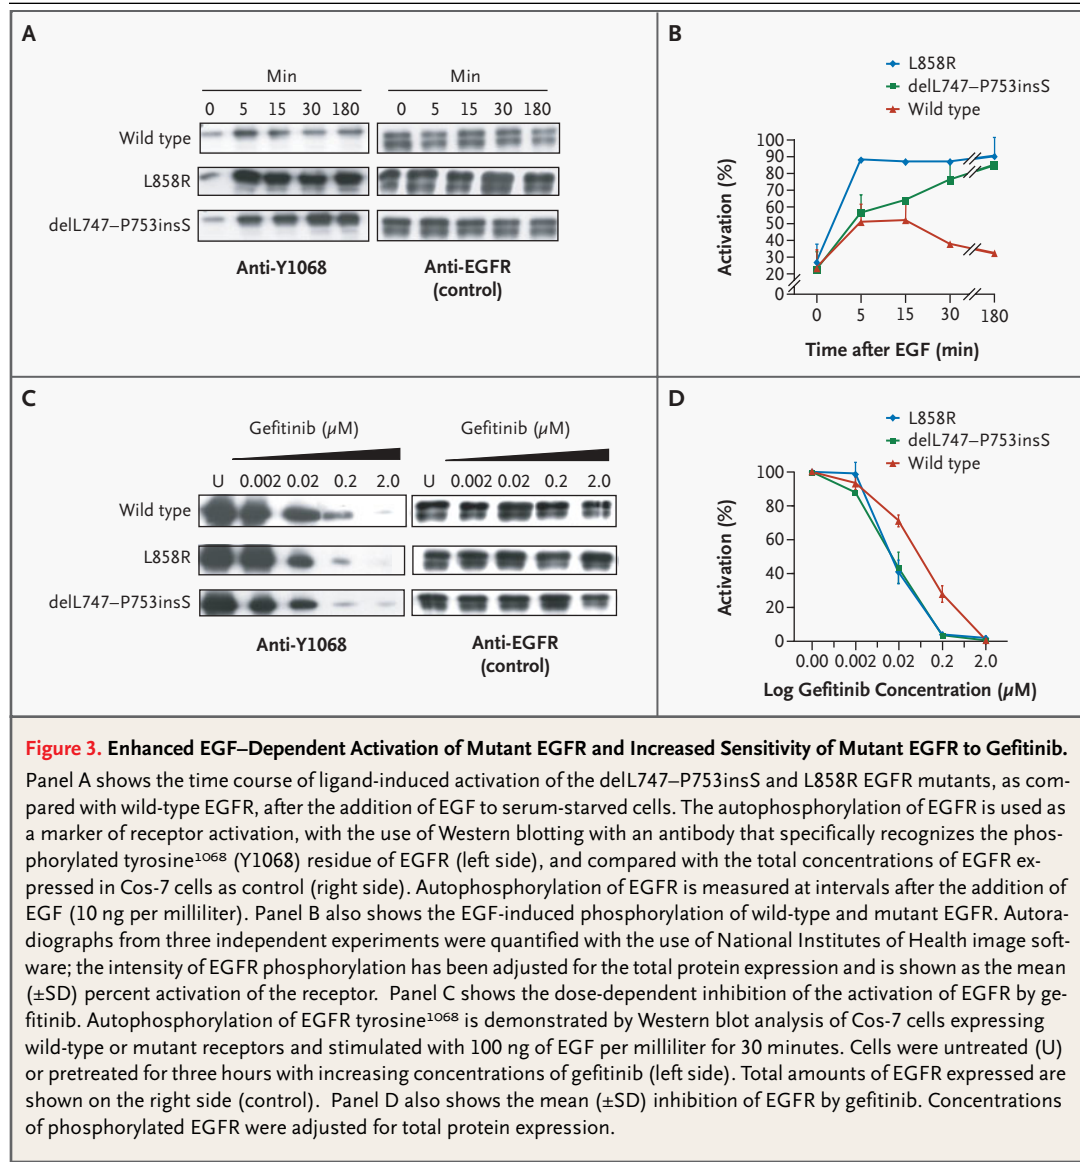 A
Min
Min
0 5 15 30 180
0 5 15 30 180
Wild type
L858R
delL747–P753insS
Anti-Y1068
Anti-EGFR
(control)
B
L858R
delL747–P753insS
Wild type
Activation (%)
100
90
80
70
60
50
40
30
20
0
0 5 15 30 180
Time after EGF (min)
C
Gefitinib (µM)
Gefitinib (µM)
U 0.002 0.02 0.2 2.0
U 0.002 0.02 0.2 2.0
Wild type
L858R
delL747–P753insS
Anti-Y1068
Anti-EGFR
(control)
D
L858R
delL747–P753insS
Wild type
Activation (%)
100
80
60
40
20
0
0.00 0.002 0.02 0.2 2.0
Log Gefitinib Concentration (µM)
Figure 3. Enhanced EGF–Dependent Activation of Mutant EGFR and Increased Sensitivity of Mutant EGFR to Gefitinib.
Panel A shows the time course of ligand-induced activation of the delL747–P753insS and L858R EGFR mutants, as com-
pared with wild-type EGFR, after the addition of EGF to serum-starved cells. The autophosphorylation of EGFR is used as
a marker of receptor activation, with the use of Western blotting with an antibody that specifically recognizes the phos-
phorylated tyrosine¹⁰⁶⁸ (Y1068) residue of EGFR (left side), and compared with the total concentrations of EGFR ex-
pressed in Cos-7 cells as control (right side). Autophosphorylation of EGFR is measured at intervals after the addition of
EGF (10 ng per milliliter). Panel B also shows the EGF-induced phosphorylation of wild-type and mutant EGFR. Autora-
diographs from three independent experiments were quantified with the use of National Institutes of Health image soft-
ware; the intensity of EGFR phosphorylation has been adjusted for the total protein expression and is shown as the mean
(±SD) percent activation of the receptor. Panel C shows the dose-dependent inhibition of the activation of EGFR by ge-
fitinib. Autophosphorylation of EGFR tyrosine¹⁰⁶⁸ is demonstrated by Western blot analysis of Cos-7 cells expressing
wild-type or mutant receptors and stimulated with 100 ng of EGF per milliliter for 30 minutes. Cells were untreated (U)
or pretreated for three hours with increasing concentrations of gefitinib (left side). Total amounts of EGFR expressed are
shown on the right side (control). Panel D also shows the mean (±SD) inhibition of EGFR by gefitinib. Concentrations
of phosphorylated EGFR were adjusted for total protein expression.